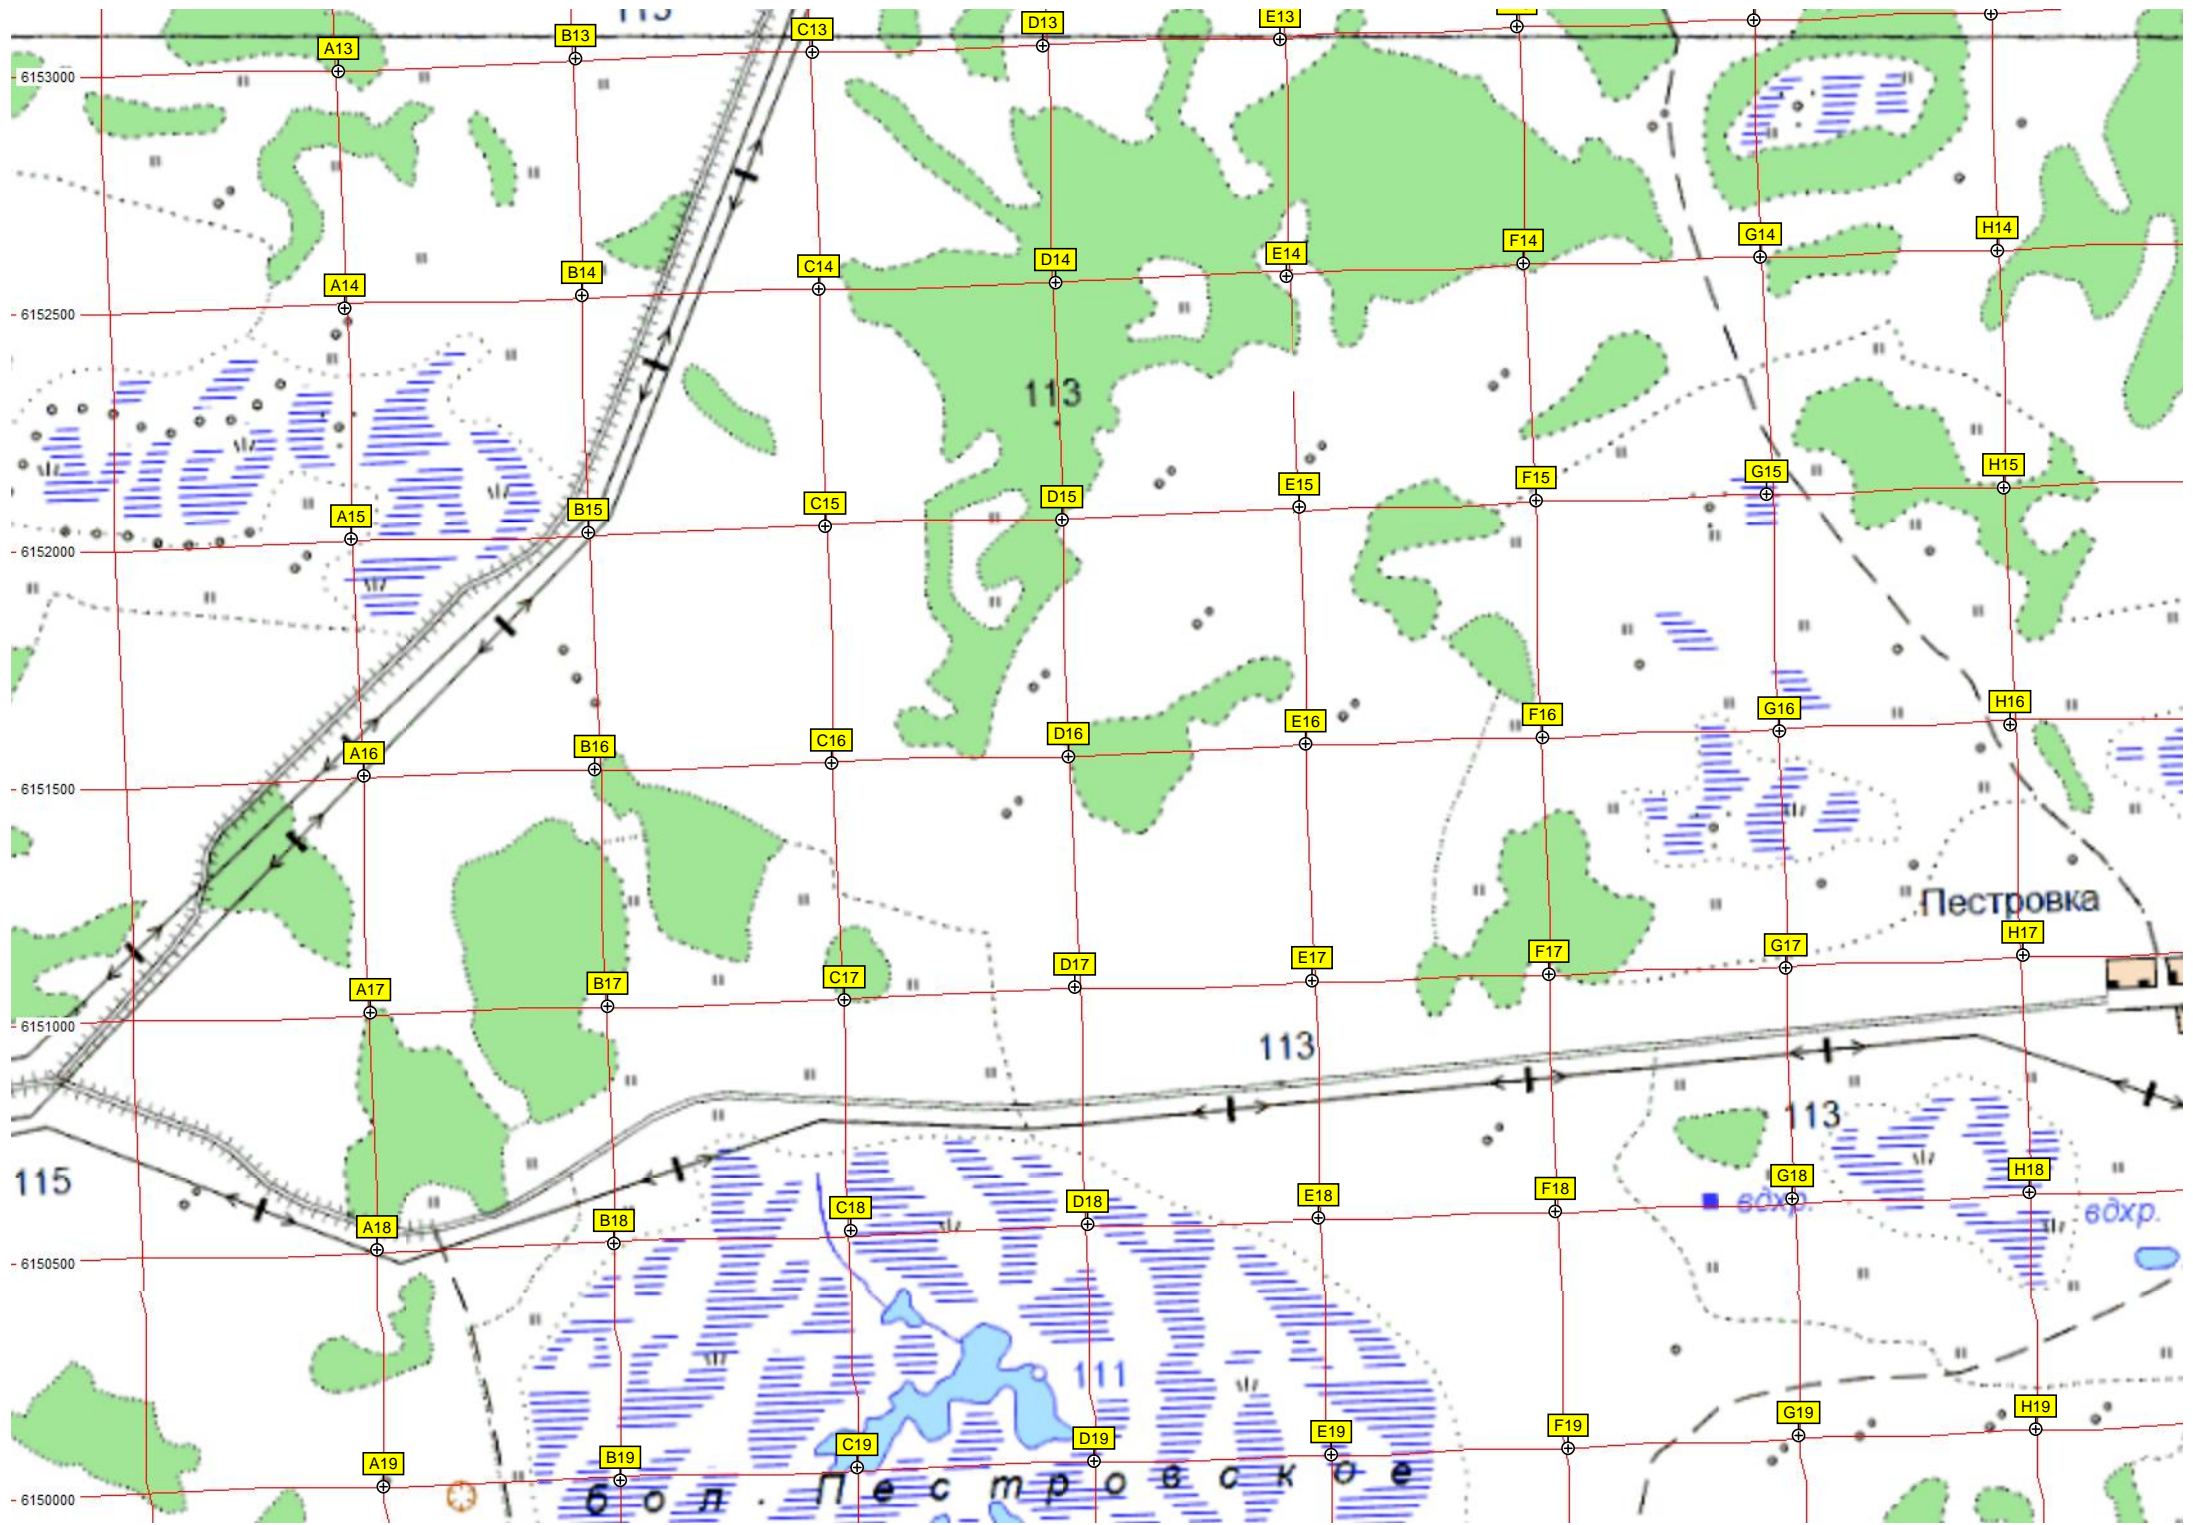 115
A13 B13 C13 D13 E13
6153000
A14 B14 C14 D14 E14 F14 G14 H14
6152500
113
A15 B15 C15 D15 E15 F15 G15 H15
6152000
A16 B16 C16 D16 E16 F16 G16 H16
6151500
Пестровка
A17 B17 C17 D17 E17 F17 G17 H17
6151000
113
113
115
A18 B18 C18 D18 E18 F18 G18 H18
вдхр. вдхр.
6150500
111
A19 B19 C19 D19 E19 F19 G19 H19
6150000
бол. Пестровское